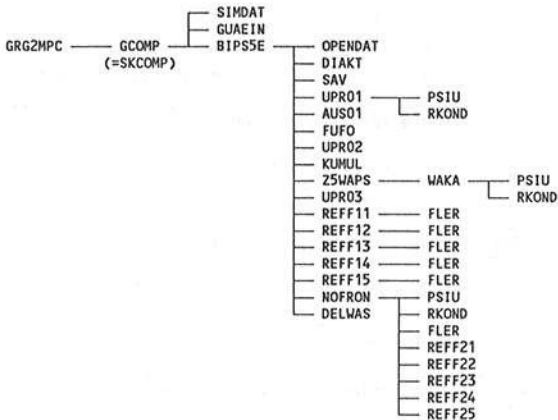 SIMDAT
GUAEIN
GRG2MPC GCOMP BIPS5E OPENDAT
(=SKCOMP) DIAKT
SAV
UPR01 PSIU
AUS01 RKOND
FUFO
UPR02
KUMUL
Z5WAPS WAKA PSIU
UPR03 RKOND
REFF11 FLER
REFF12 FLER
REFF13 FLER
REFF14 FLER
REFF15 FLER
NOFRON PSIU
DELWAS RKOND
FLER
REFF21
REFF22
REFF23
REFF24
REFF25